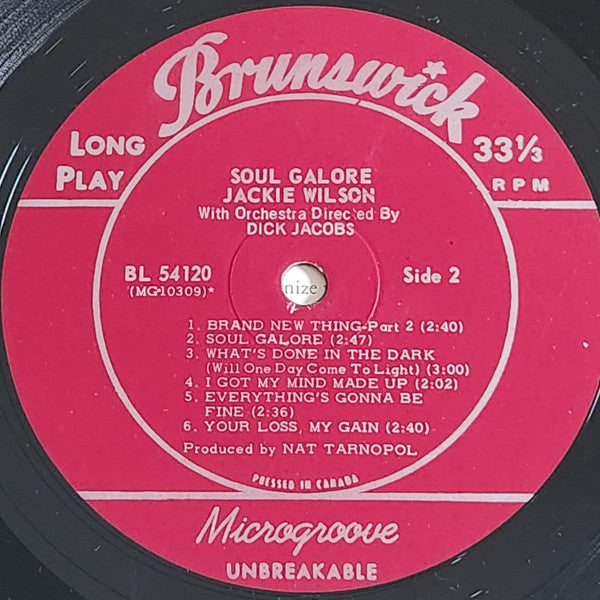 Brunswick
LONG PLAY
33⅓ RPM
SOUL GALORE
JACKIE WILSON
With Orchestra Directed By
DICK JACOBS
BL 54120
(MG-10309)*
Side 2
nize
1. BRAND NEW THING-Part 2 (2:40)
2. SOUL GALORE (2:47)
3. WHAT'S DONE IN THE DARK
(Will One Day Come To Light) (3:00)
4. I GOT MY MIND MADE UP (2:02)
5. EVERYTHING'S GONNA BE
FINE (2:36)
6. YOUR LOSS, MY GAIN (2:40)
Produced by NAT TARNOPOL
PRESSED IN CANADA
Microgroove
UNBREAKABLE